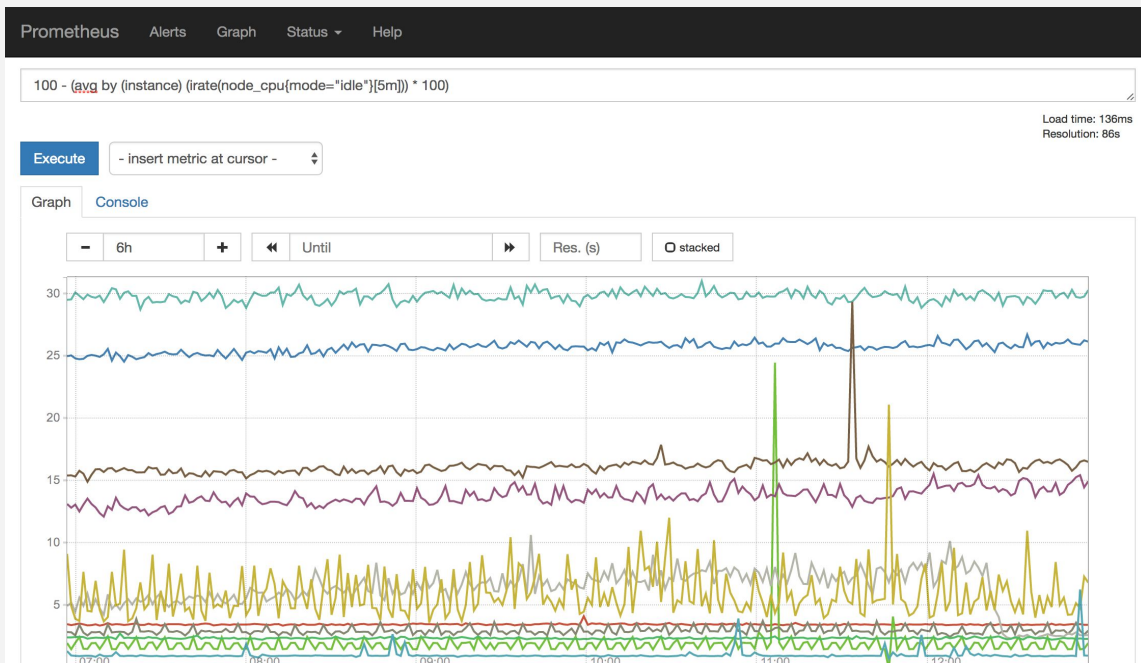 Prometheus Alerts Graph Status Help
100 - (avg by (instance) (irate(node_cpu{mode="idle"}[5m])) * 100)
Load time: 136ms
Resolution: 86s
Execute - insert metric at cursor -
Graph Console
- 6h + Until Res. (s) stacked
30
25
20
15
10
5
07:00 08:00 09:00 10:00 11:00 12:00